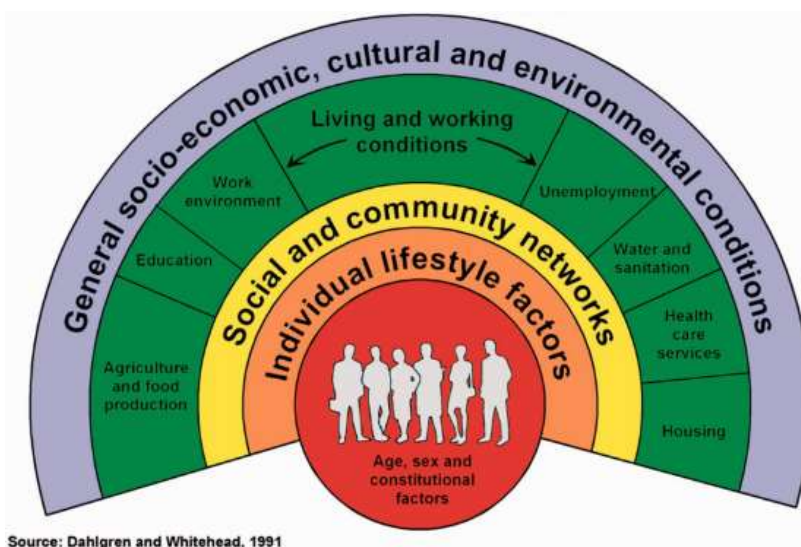 General socio-economic, cultural and environmental conditions
Living and working
conditions
Work
environment
Unemployment
Education
Water and
sanitation
Agriculture
and food
production
Health
care
services
Housing
Social and community networks
Individual lifestyle factors
Age, sex and
constitutional
factors
Source: Dahlgren and Whitehead, 1991